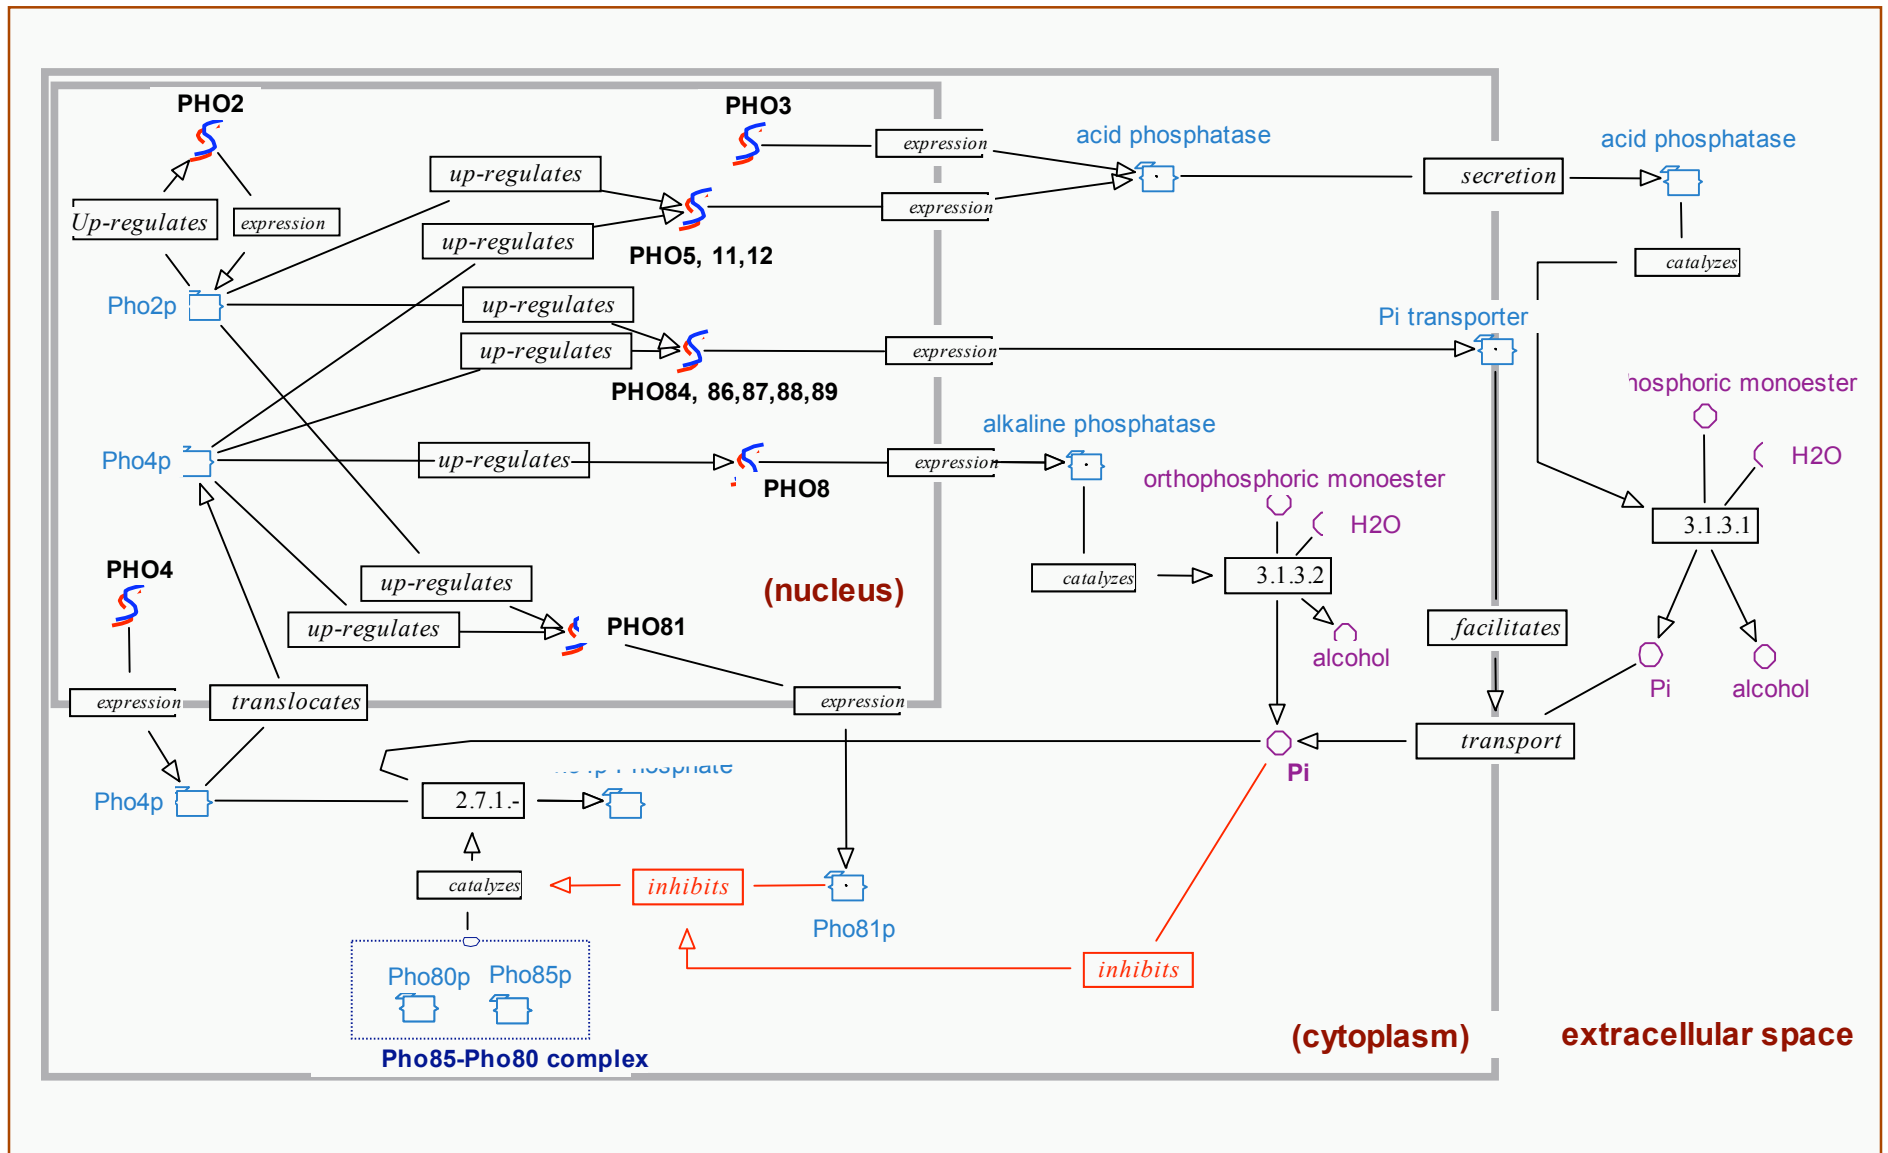 PHO2
PHO3
acid phosphatase
acid phosphatase
expression
up-regulates
secretion
Up-regulates
expression
expression
up-regulates
PHO5, 11,12
catalyzes
Pho2p
up-regulates
Pi transporter
up-regulates
expression
PHO84, 86,87,88,89
hosphoric monoester
alkaline phosphatase
Pho4p
up-regulates
expression
H2O
PHO8
orthophosphoric monoester
H2O
3.1.3.1
PHO4
up-regulates
(nucleus)
catalyzes
3.1.3.2
up-regulates
PHO81
facilitates
alcohol
Pi
alcohol
expression
translocates
expression
transport
Pi
Pho4p
2.7.1.-
catalyzes
inhibits
Pho81p
Pho80p
Pho85p
inhibits
(cytoplasm)
extracellular space
Pho85-Pho80 complex